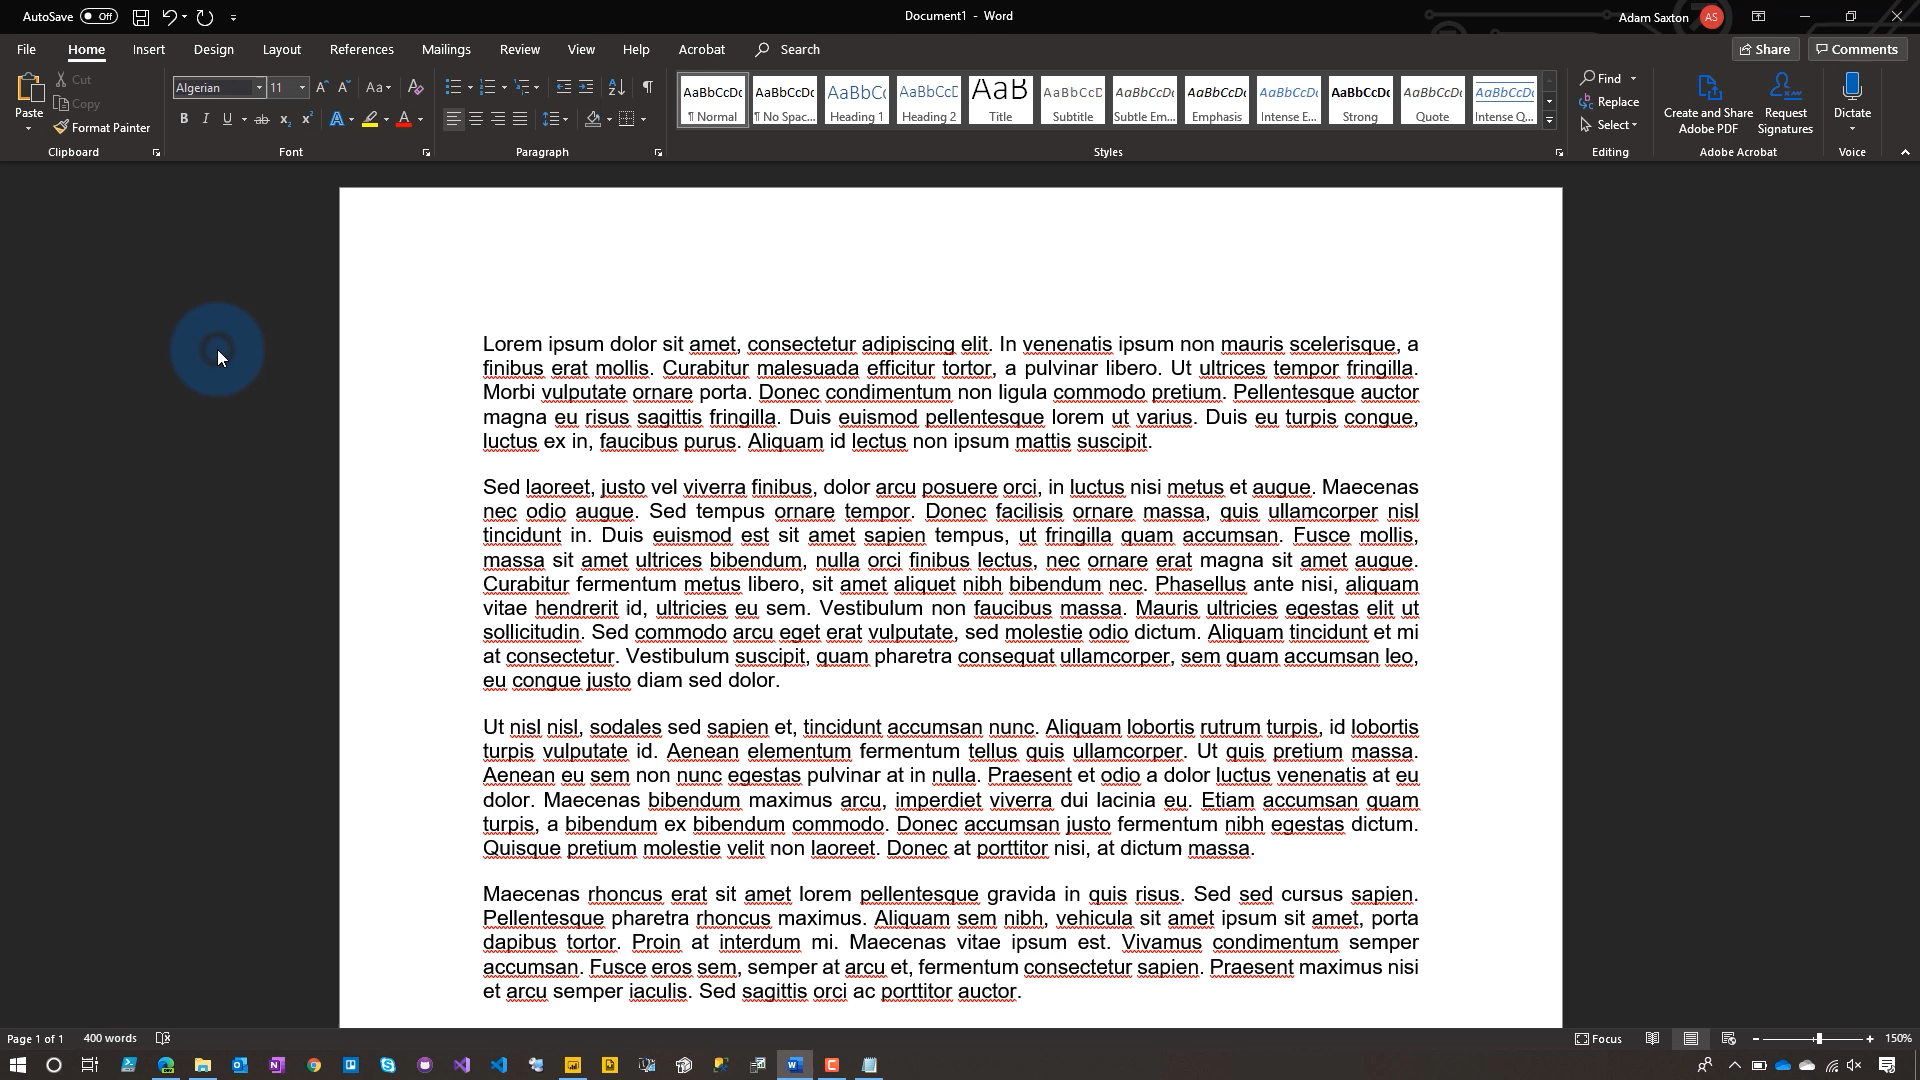 AutoSave Off Document1 - Word Adam Saxton AS
File Home Insert Design Layout References Mailings Review View Help Acrobat Search Share Comments
Paste Cut Copy Format Painter
Clipboard
Algerian 11 Aa
Font
Paragraph
AaBbCcDc AaBbCcDc AaBbCc AaBbCcD AaB AaBbCcD AaBbCcDc AaBbCcDc AaBbCcDc AaBbCcDc AaBbCcDc AaBbCcDc
¶ Normal ¶ No Spac... Heading 1 Heading 2 Title Subtitle Subtle Em... Emphasis Intense E... Strong Quote Intense Q...
Styles
Find
Replace
Select
Editing
Create and Share Adobe PDF
Request Signatures
Adobe Acrobat
Dictate
Voice
Lorem ipsum dolor sit amet, consectetur adipiscing elit. In venenatis ipsum non mauris scelerisque, a
finibus erat mollis. Curabitur malesuada efficitur tortor, a pulvinar libero. Ut ultrices tempor fringilla.
Morbi vulputate ornare porta. Donec condimentum non ligula commodo pretium. Pellentesque auctor
magna eu risus sagittis fringilla. Duis euismod pellentesque lorem ut varius. Duis eu turpis congue,
luctus ex in, faucibus purus. Aliquam id lectus non ipsum mattis suscipit.
Sed laoreet, justo vel viverra finibus, dolor arcu posuere orci, in luctus nisi metus et augue. Maecenas
nec odio augue. Sed tempus ornare tempor. Donec facilisis ornare massa, quis ullamcorper nisl
tincidunt in. Duis euismod est sit amet sapien tempus, ut fringilla quam accumsan. Fusce mollis,
massa sit amet ultrices bibendum, nulla orci finibus lectus, nec ornare erat magna sit amet augue.
Curabitur fermentum metus libero, sit amet aliquet nibh bibendum nec. Phasellus ante nisi, aliquam
vitae hendrerit id, ultricies eu sem. Vestibulum non faucibus massa. Mauris ultricies egestas elit ut
sollicitudin. Sed commodo arcu eget erat vulputate, sed molestie odio dictum. Aliquam tincidunt et mi
at consectetur. Vestibulum suscipit, quam pharetra consequat ullamcorper, sem quam accumsan leo,
eu congue justo diam sed dolor.
Ut nisl nisl, sodales sed sapien et, tincidunt accumsan nunc. Aliquam lobortis rutrum turpis, id lobortis
turpis vulputate id. Aenean elementum fermentum tellus quis ullamcorper. Ut quis pretium massa.
Aenean eu sem non nunc egestas pulvinar at in nulla. Praesent et odio a dolor luctus venenatis at eu
dolor. Maecenas bibendum maximus arcu, imperdiet viverra dui lacinia eu. Etiam accumsan quam
turpis, a bibendum ex bibendum commodo. Donec accumsan justo fermentum nibh egestas dictum.
Quisque pretium molestie velit non laoreet. Donec at porttitor nisi, at dictum massa.
Maecenas rhoncus erat sit amet lorem pellentesque gravida in quis risus. Sed sed cursus sapien.
Pellentesque pharetra rhoncus maximus. Aliquam sem nibh, vehicula sit amet ipsum sit amet, porta
dapibus tortor. Proin at interdum mi. Maecenas vitae ipsum est. Vivamus condimentum semper
accumsan. Fusce eros sem, semper at arcu et, fermentum consectetur sapien. Praesent maximus nisi
et arcu semper iaculis. Sed sagittis orci ac porttitor auctor.
Page 1 of 1 400 words Focus 150%